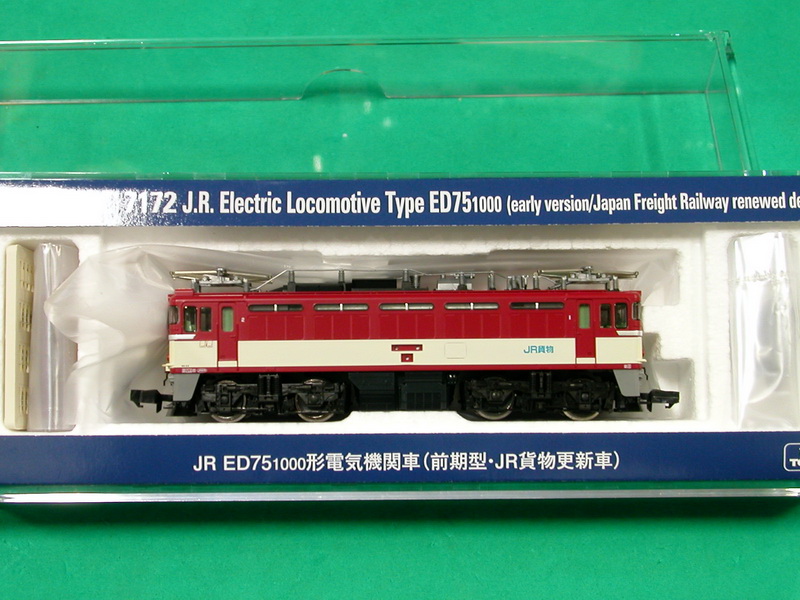 7172 J.R. Electric Locomotive Type ED751000 (early version/Japan Freight Railway renewed de
2
1
JR貨物
JR ED751000形電気機関車(前期型・JR貨物更新車)